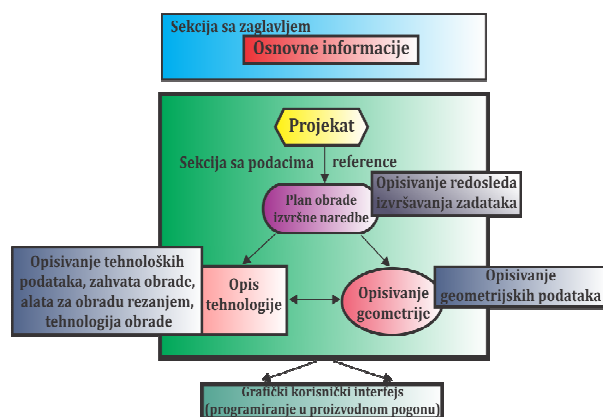 Sekcija sa zaglavljem
Osnovne informacije
Projekat
Sekcija sa podacima
reference
Opisivanje redosleda
izvršavanja zadataka
Plan obrade
izvršne naredbe
Opisivanje tehnoloških
podataka, zahvata obrade,
alata za obradu rezanjem,
tehnologija obrade
Opis
tehnologije
Opisivanje
geometrije
Opisivanje
geometrijskih podataka
Grafički korisnički interfejs
(programiranje u proizvodnom pogonu)